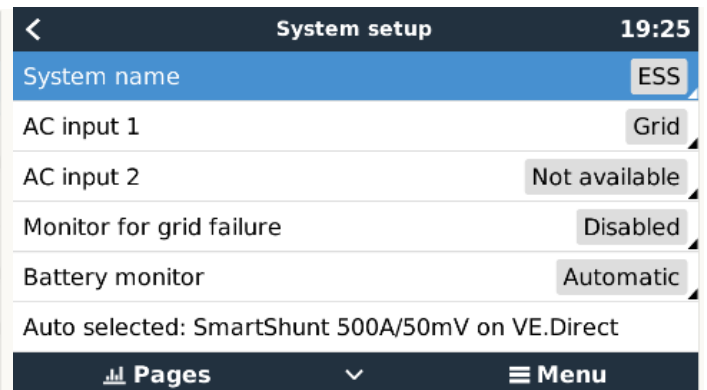 System setup 19:25
System name ESS
AC input 1 Grid
AC input 2 Not available
Monitor for grid failure Disabled
Battery monitor Automatic
Auto selected: SmartShunt 500A/50mV on VE.Direct
Pages Menu